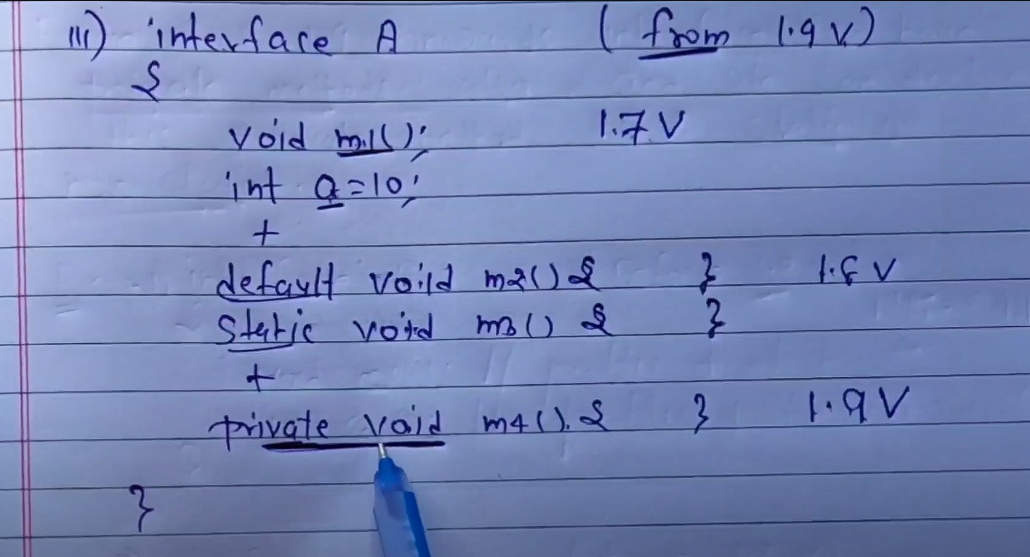 III) interface A ( from 1.9 V)
{
void m1(); 1.7 V
int a=10;
+
default void m2() { } 1.8 V
static void m3() { }
+
private void m4(). { } 1.9 V
}